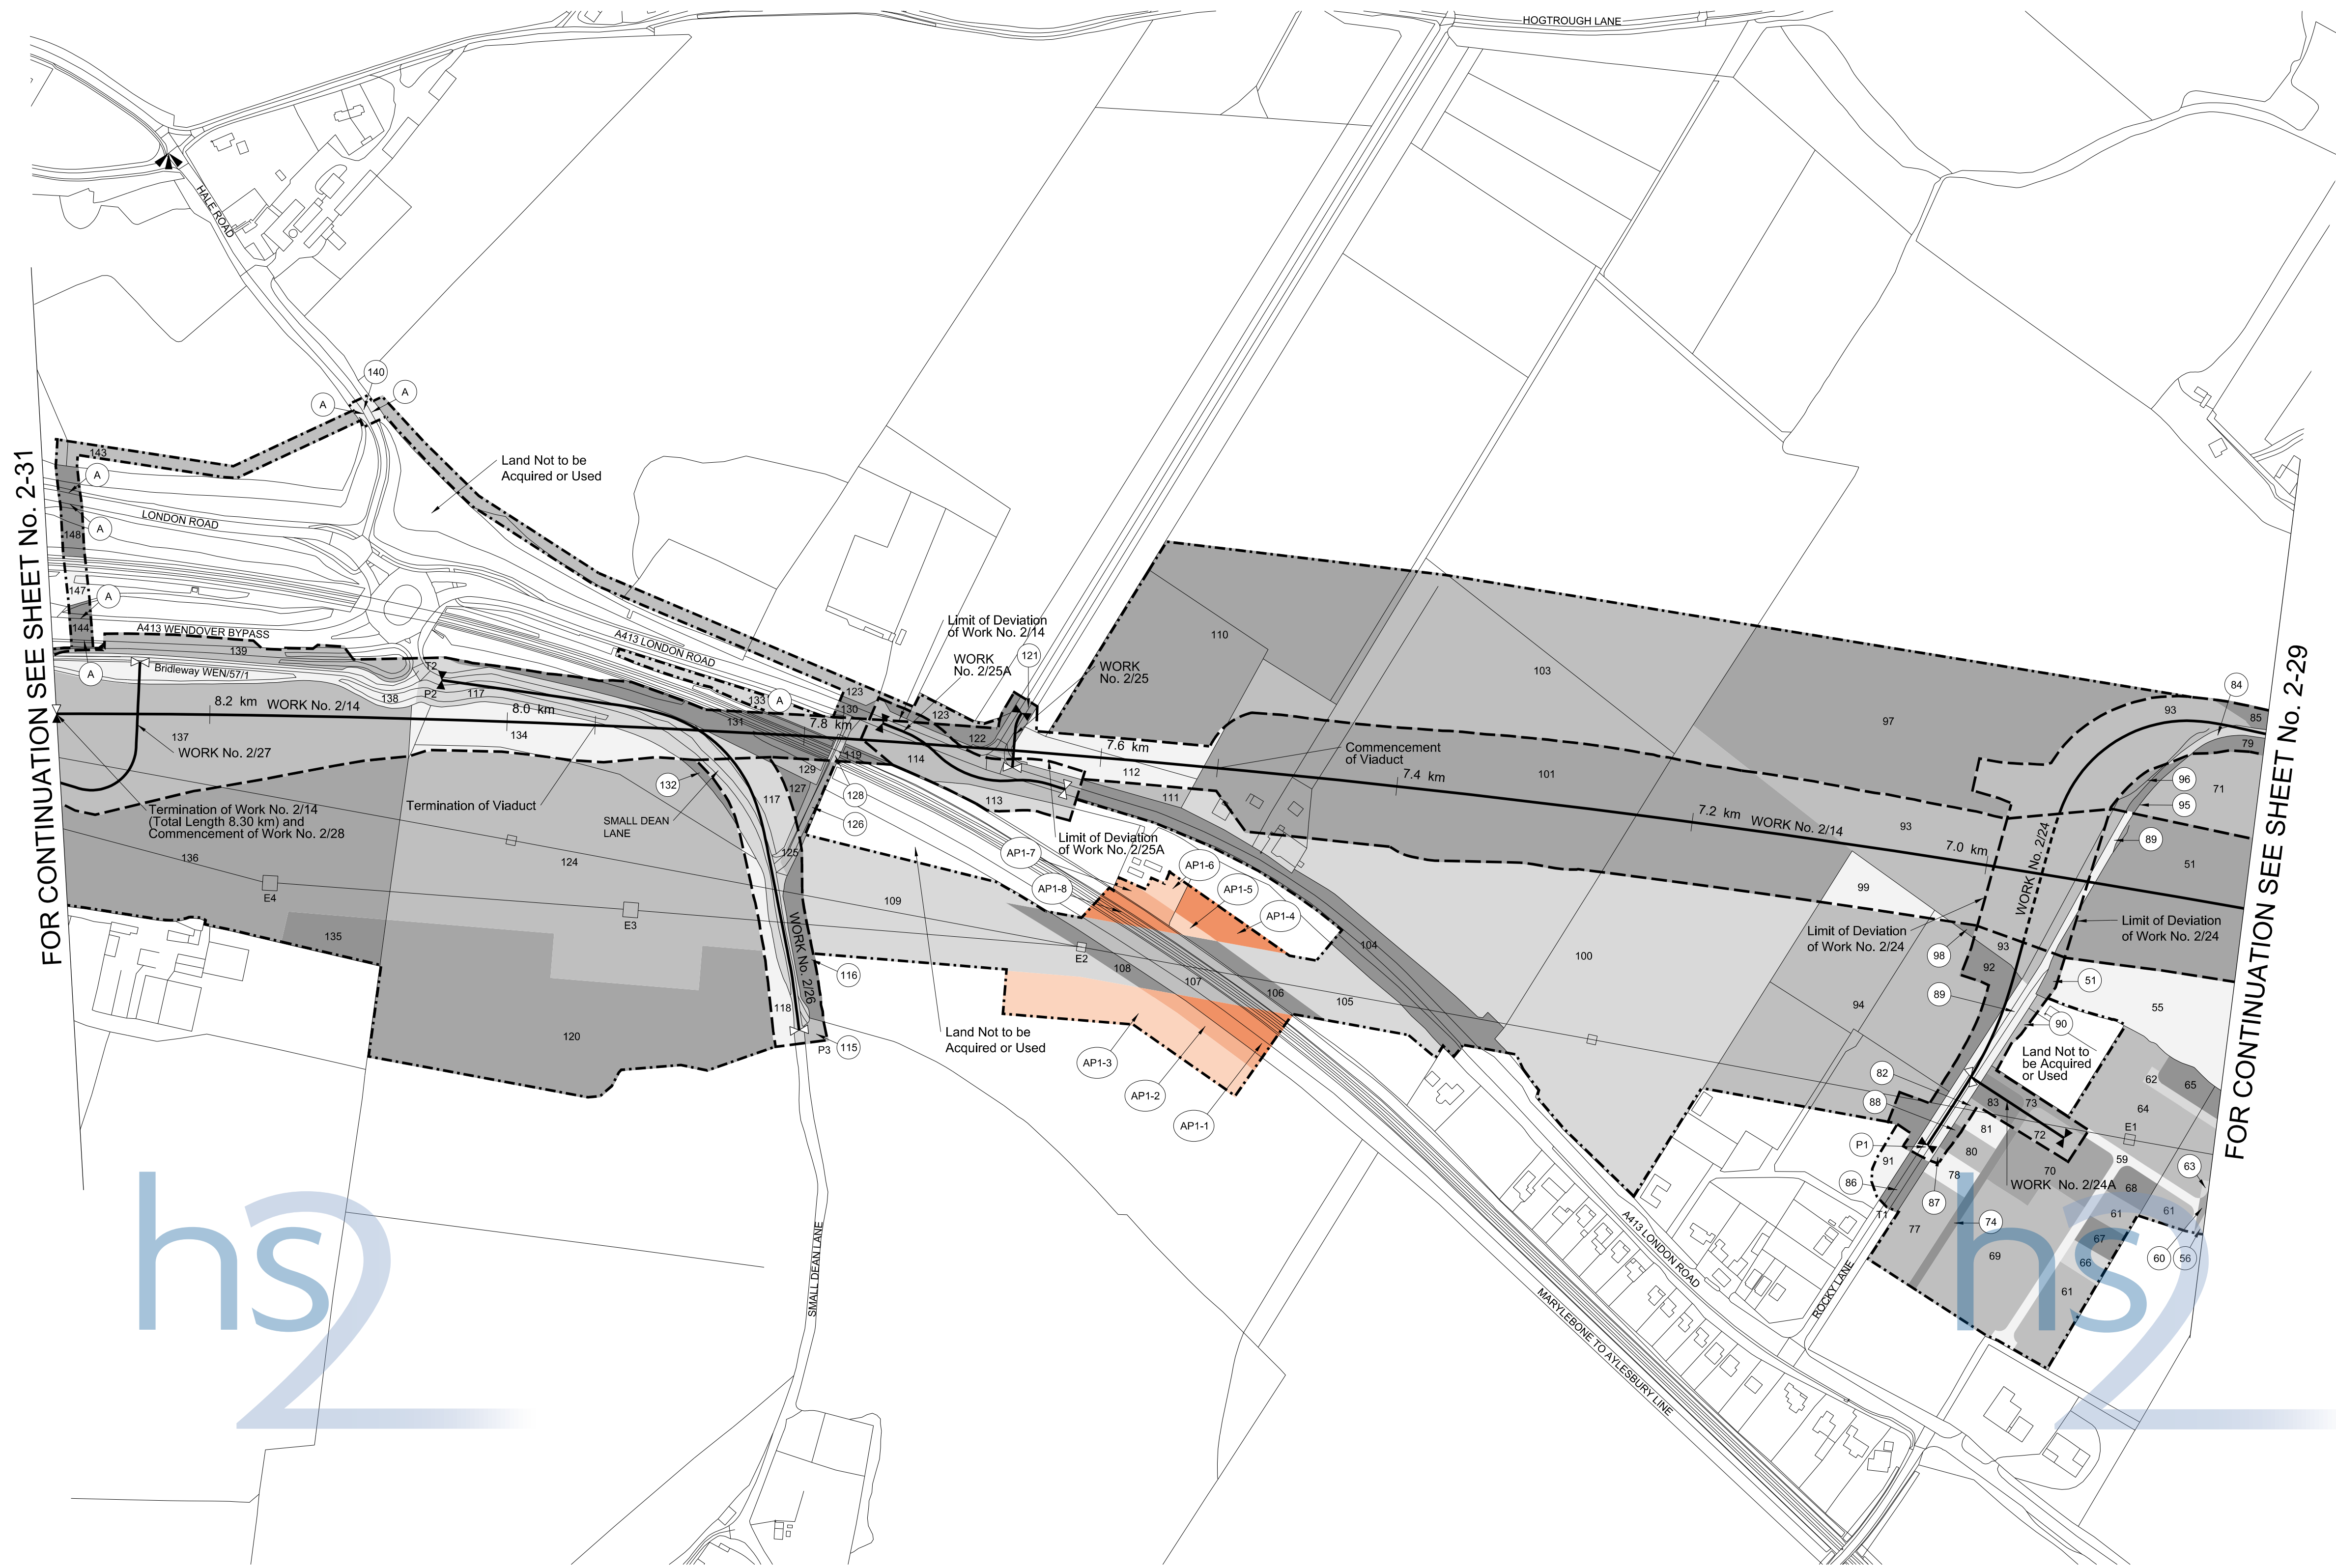 HOGTROUGH LANE
HALE ROAD
140
A
A
143
A
Land Not to be
Acquired or Used
LONDON ROAD
148
A
147
A
144
A413 WENDOVER BYPASS
139
A
Bridleway WEN/57/1
T2
P2
138
117
A413 LONDON ROAD
133
A
123
130
131
Limit of Deviation
of Work No. 2/14
WORK
No. 2/25A
121
WORK
No. 2/25
123
122
110
103
97
84
93
85
79
8.2 km
WORK No. 2/14
8.0 km
7.8 km
7.6 km
Commencement
of Viaduct
7.4 km
7.2 km
WORK No. 2/14
7.0 km
137
WORK No. 2/27
134
119
114
112
101
93
96
95
71
89
51
129
127
117
132
128
113
111
Termination of Work No. 2/14
(Total Length 8.30 km) and
Commencement of Work No. 2/28
Termination of Viaduct
SMALL DEAN
LANE
126
125
Limit of Deviation
of Work No. 2/25A
136
124
E4
E3
135
109
AP1-7
AP1-8
AP1-6
AP1-5
AP1-4
99
WORK No. 2/24
Limit of Deviation
of Work No. 2/24
Limit of Deviation
of Work No. 2/24
98
93
WORK No. 2/26
116
E2
108
107
106
105
104
100
94
92
89
51
55
90
118
P3
115
120
Land Not to be
Acquired or Used
AP1-3
AP1-2
AP1-1
Land Not to
be Acquired
or Used
82
88
83
73
72
81
62
65
64
E1
P1
91
80
59
70
78
WORK No. 2/24A
63
68
86
87
T1
61
61
77
74
67
69
66
60
56
61
SMALL DEAN LANE
A413 LONDON ROAD
MARYLEBONE TO AYLESBURY LINE
ROCKY LANE
FOR CONTINUATION SEE SHEET No. 2-31
FOR CONTINUATION SEE SHEET No. 2-29
hs2
hs2